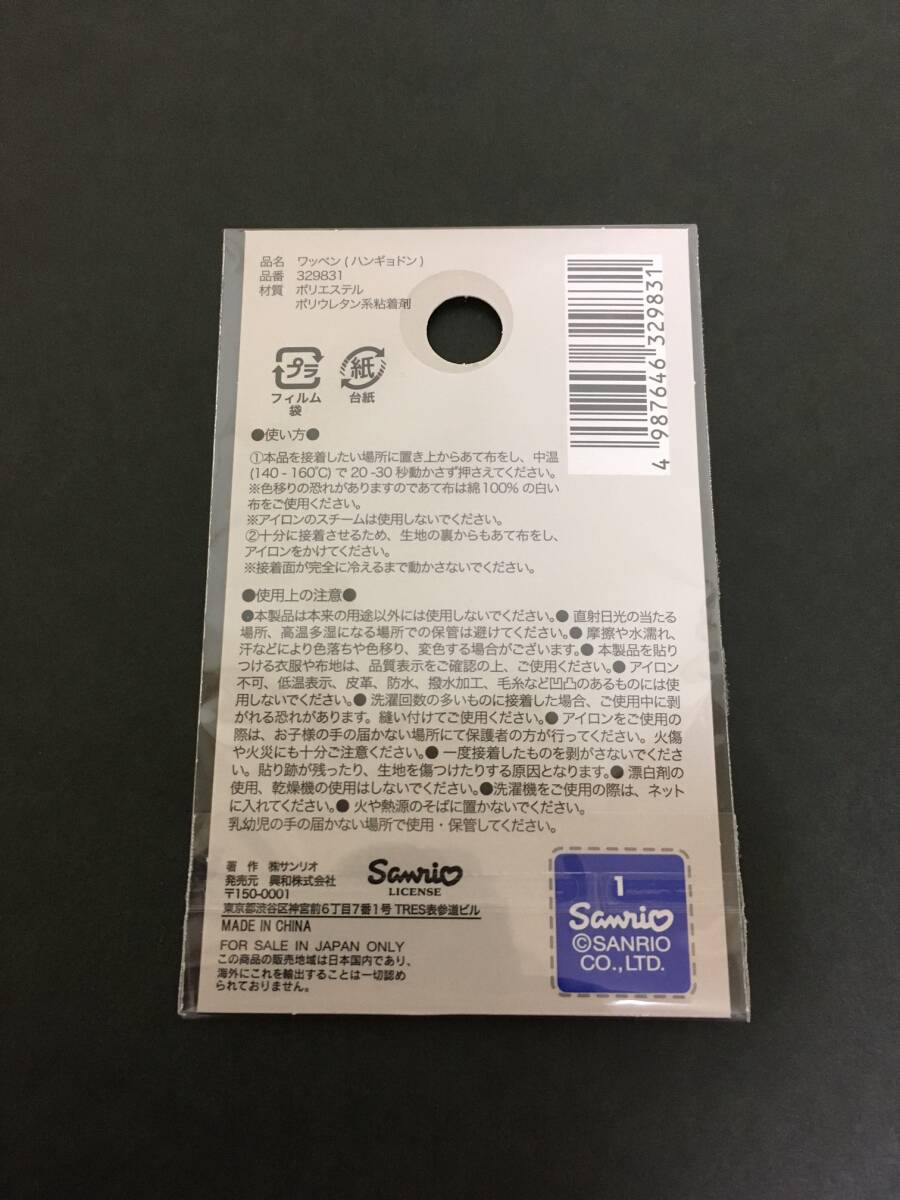 品名 ワッペン ( ハンギョドン )
品番 329831
材質 ポリエステル
ポリウレタン系粘着剤
4 987646 329831
プラ
紙
フィルム
袋
台紙
●使い方●
①本品を接着したい場所に置き上からあて布をし、中温
(140 - 160℃) で 20 -30 秒動かさず押さえてください。
※色移りの恐れがありますのであて布は綿100% の白い
布をご使用ください。
※アイロンのスチームは使用しないでください。
②十分に接着させるため、生地の裏からもあて布をし、
アイロンをかけてください。
※接着面が完全に冷えるまで動かさないでください。
●使用上の注意●
●本製品は本来の用途以外には使用しないでください。● 直射日光の当たる
場所、高温多湿になる場所での保管は避けてください。● 摩擦や水濡れ、
汗などにより色落ちや色移り、変色する場合がございます。● 本製品を貼り
つける衣服や布地は、品質表示をご確認の上、ご使用ください。● アイロン
不可、低温表示、皮革、防水、撥水加工、毛糸など凹凸のあるものには使
用しないでください。● 洗濯回数の多いものに接着した場合、ご使用中に剥
がれる恐れがあります。縫い付けてご使用ください。● アイロンをご使用の
際は、お子様の手の届かない場所にて保護者の方が行ってください。火傷
や火災にも十分ご注意ください。● 一度接着したものを剥がさないでくださ
い。貼り跡が残ったり、生地を傷つけたりする原因となります。● 漂白剤の
使用、乾燥機の使用はしないでください。●洗濯機をご使用の際は、ネット
に入れてください。● 火や熱源のそばに置かないでください。
乳幼児の手の届かない場所で使用・保管してください。
著 作 ㈱サンリオ
発売元 興和株式会社
〒150-0001
東京都渋谷区神宮前6丁目7番1号 TRES表参道ビル
MADE IN CHINA
FOR SALE IN JAPAN ONLY
この商品の販売地域は日本国内であり、
海外にこれを輸出することは一切認め
られておりません。
Sanrio
LICENSE
1
Sanrio
©SANRIO
CO.,LTD.